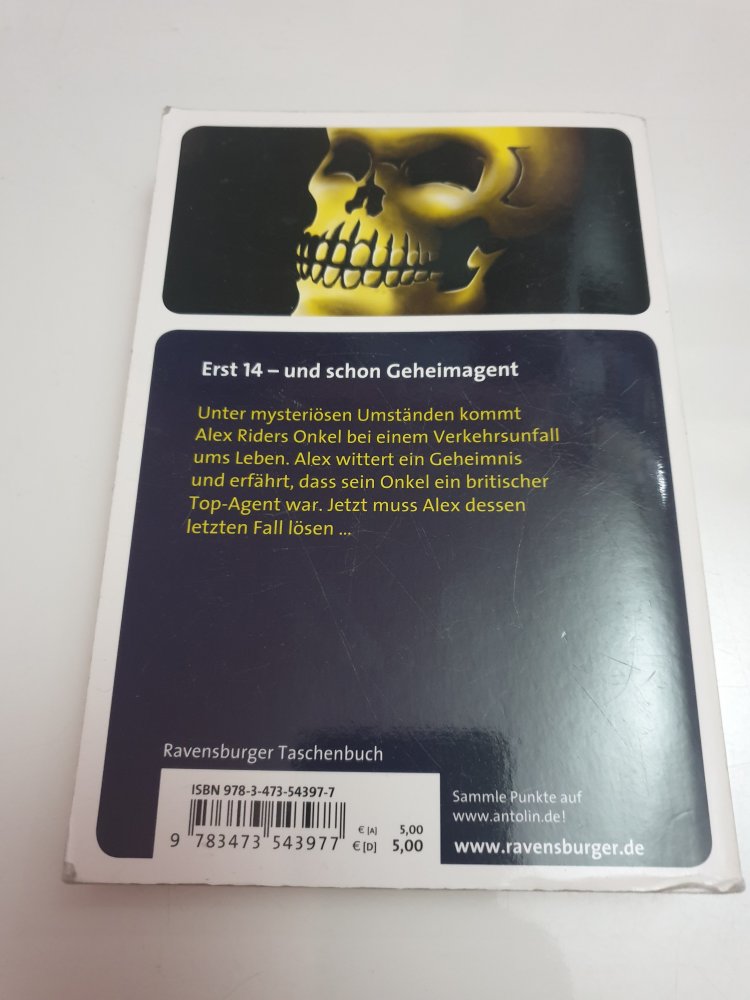 Erst 14 – und schon Geheimagent
Unter mysteriösen Umständen kommt
Alex Riders Onkel bei einem Verkehrsunfall
ums Leben. Alex wittert ein Geheimnis
und erfährt, dass sein Onkel ein britischer
Top-Agent war. Jetzt muss Alex dessen
letzten Fall lösen ...
Ravensburger Taschenbuch
ISBN 978-3-473-54397-7
€ [A] 5,00
€ [D] 5,00
9 783473 543977
Sammle Punkte auf
www.antolin.de!
www.ravensburger.de